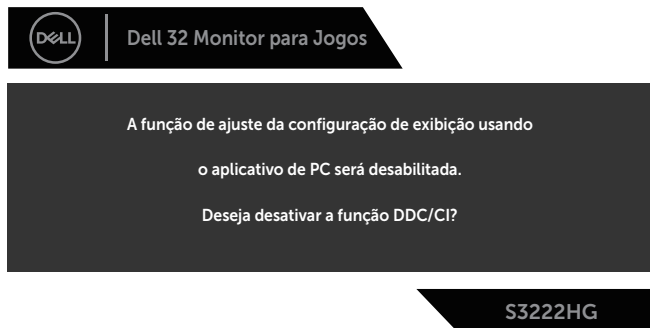 DELL
Dell 32 Monitor para Jogos
A função de ajuste da configuração de exibição usando
o aplicativo de PC será desabilitada.
Deseja desativar a função DDC/CI?
S3222HG